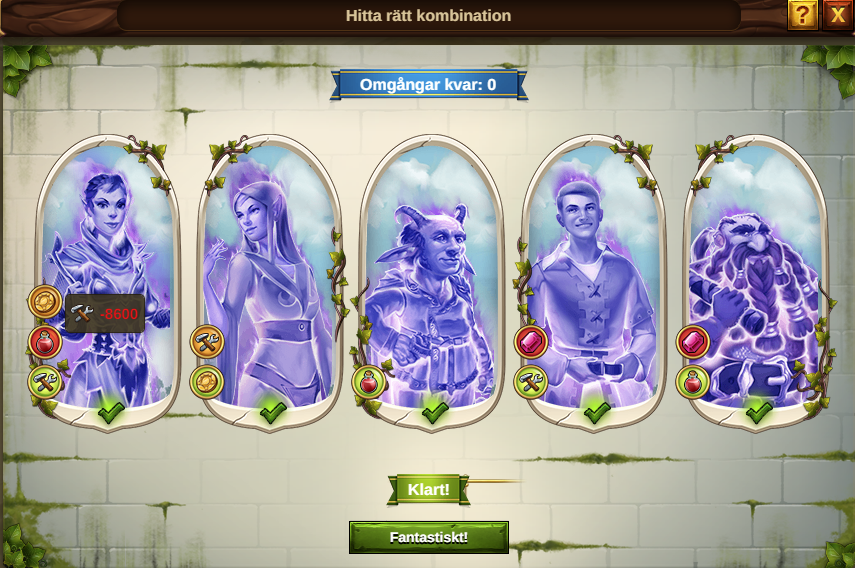 Hitta rätt kombination
? X
Omgångar kvar: 0
-8600
Klart!
Fantastiskt!